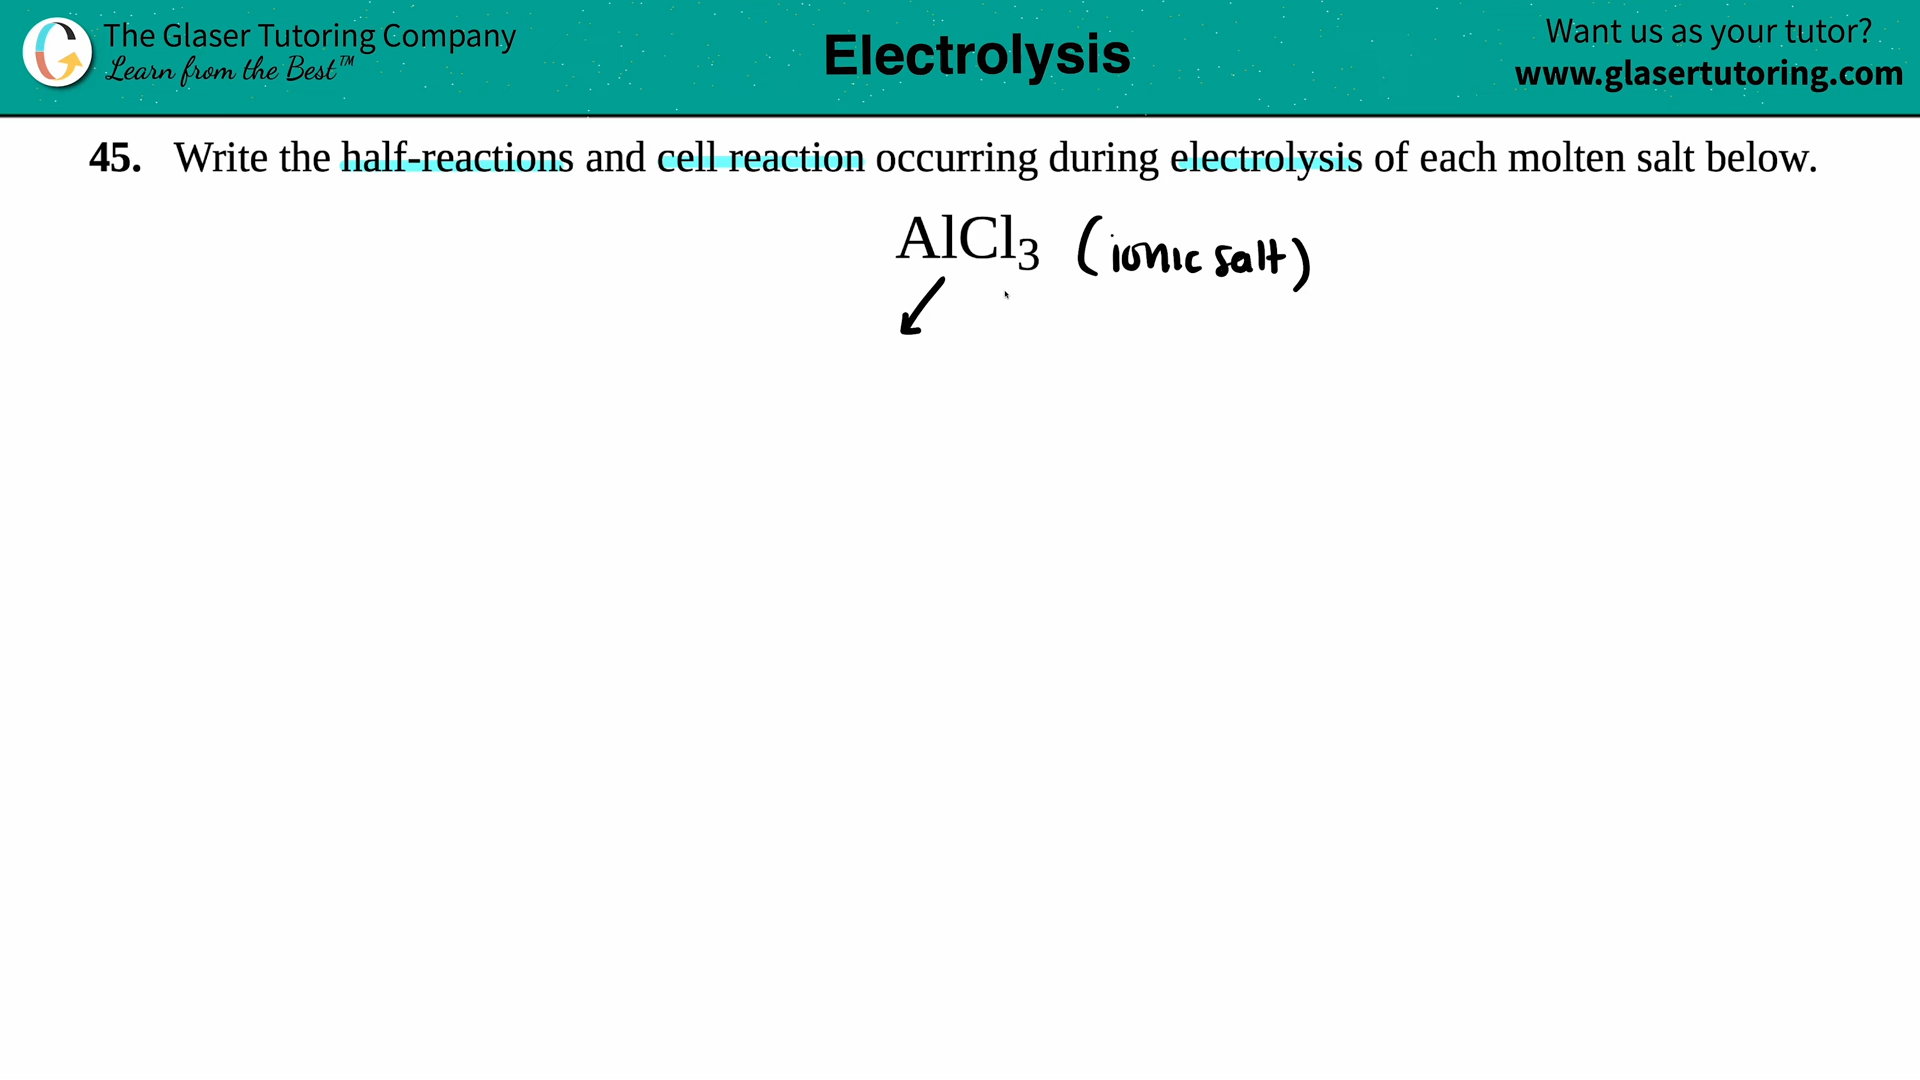 The Glaser Tutoring Company
Learn from the Best™
Electrolysis
Want us as your tutor?
www.glasertutoring.com
45. Write the half-reactions and cell reaction occurring during electrolysis of each molten salt below.
AlCl₃ (ionic salt)